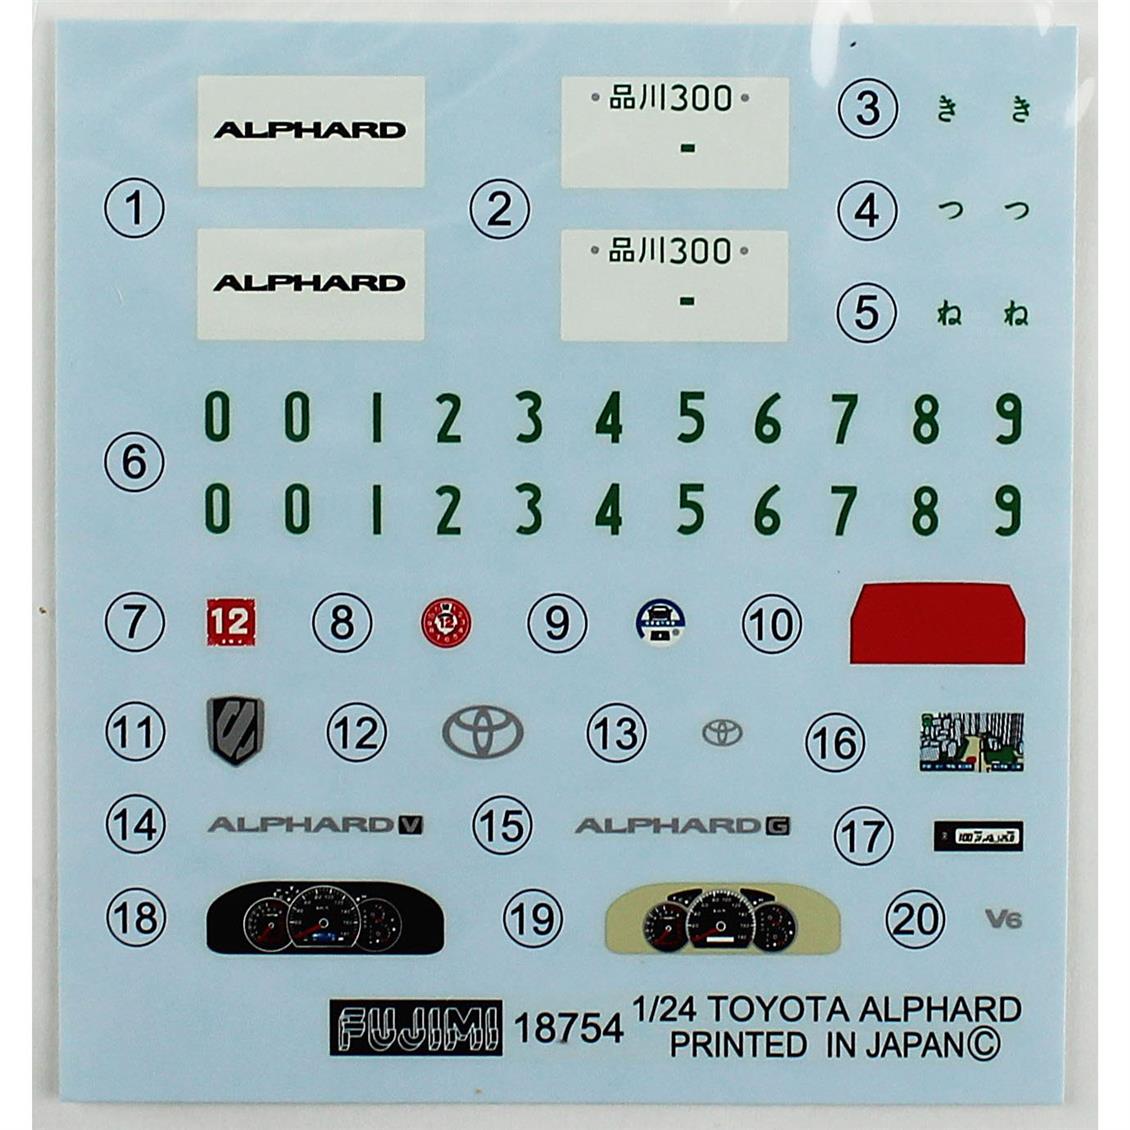 ALPHARD
品川300
-
③ き き
④ つ つ
①
②
品川300
-
ALPHARD
⑤ ね ね
0 0 1 2 3 4 5 6 7 8 9
⑥
0 0 1 2 3 4 5 6 7 8 9
⑦ 12 ⑧ 12 ⑨ ⑩
⑪ ⑫ ⑬ ⑯
⑭ ALPHARD V ⑮ ALPHARD G ⑰
⑱ ⑲ ⑳ V6
FUJIMI 18754 1/24 TOYOTA ALPHARD
PRINTED IN JAPAN©